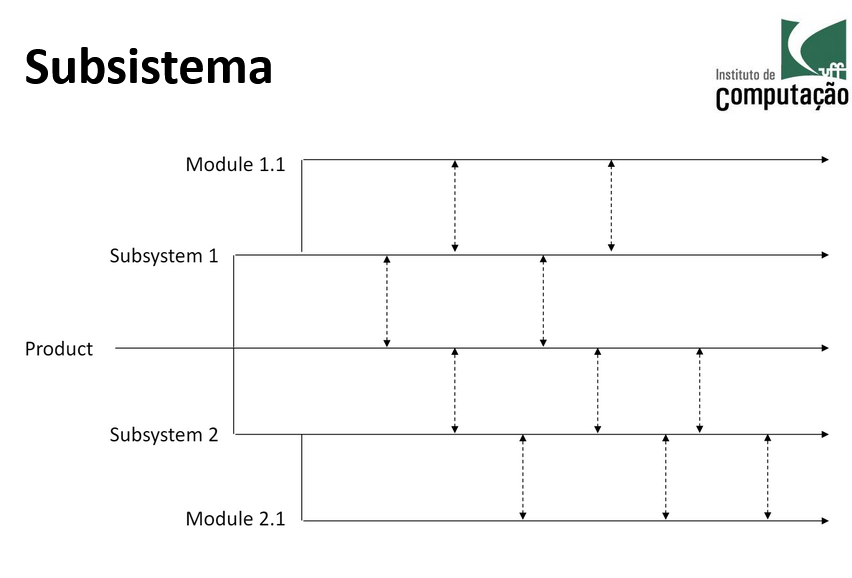 Subsistema
Instituto de
Computação
uff
Module 1.1
Subsystem 1
Product
Subsystem 2
Module 2.1